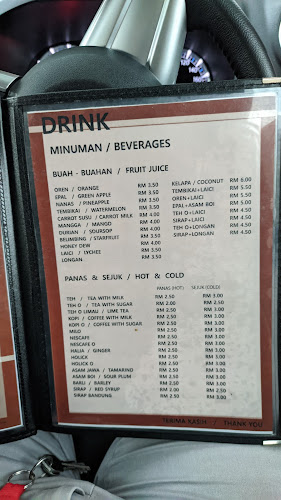 DRINK
MINUMAN / BEVERAGES
BUAH - BUAHAN / FRUIT JUICE
OREN / ORANGE RM 3.50
EPAL / GREEN APPLE RM 3.50
NANAS / PINEAPPLE RM 3.50
TEMBIKAI / WATERMELON RM 3.50
CARROT SUSU / CARROT MILK RM 4.00
MANGGA / MANGO RM 4.00
DURIAN / SOURSOP RM 4.00
BELIMBING / STARFRUIT RM 3.50
HONEY DEW RM 4.00
LAICI / LYCHEE RM 4.00
LONGAN RM 3.50
KELAPA / COCONUT RM 6.00
TEMBIKAI+LAICI RM 5.00
OREN+LAICI RM 5.00
EPAL+ASAM BOI RM 5.00
TEH O+LAICI RM 4.50
SIRAP+LAICI RM 4.50
TEH O+LONGAN RM 4.50
SIRAP+LONGAN RM 4.50
PANAS & SEJUK / HOT & COLD
PANAS (HOT) SEJUK (COLD)
TEH / TEA WITH MILK RM 2.50 RM 3.00
TEH O / TEA WITH SUGAR RM 2.00 RM 2.50
TEH O LIMAU / LIME TEA RM 2.50 RM 3.00
KOPI / COFFEE WITH MILK RM 2.50 RM 3.00
KOPI O / COFFEE WITH SUGAR RM 2.50 RM 3.00
MILO RM 2.50 RM 3.00
NESCAFE RM 2.50 RM 3.00
NESCAFE O RM 2.50 RM 3.00
HALIA / GINGER RM 2.50 RM 3.00
HOLICK RM 2.50 RM 3.00
HOLICK O RM 2.50 RM 3.00
ASAM JAWA / TAMARIND RM 2.50 RM 3.00
ASAM BOI / SOUR PLUM RM 2.50 RM 3.00
BARLI / BARLEY RM 2.50 RM 3.00
SIRAP / RED SYRUP RM 2.00 RM 2.50
SIRAP BANDUNG RM 2.50 RM 3.00
TERIMA KASIH / THANK YOU